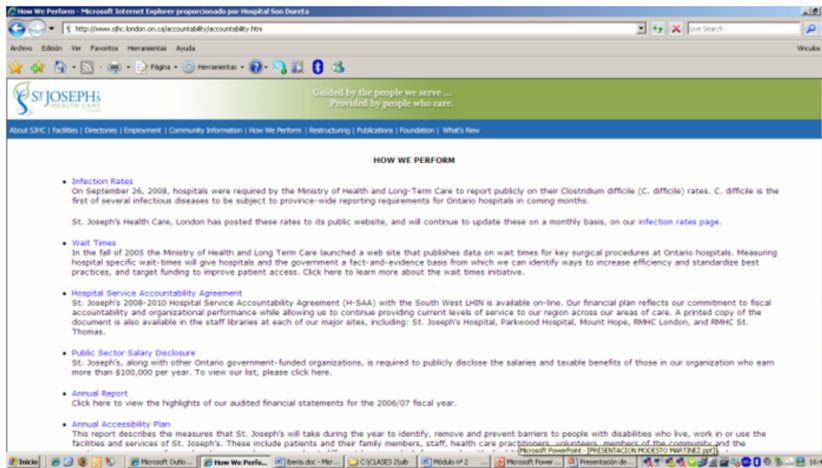 How We Perform - Microsoft Internet Explorer proporcionado por Hospital Son Dureta
http://www.sjhc.london.on.ca/accountability/accountability.htm
Live Search
Archivo Edición Ver Favoritos Herramientas Ayuda
Vínculos
Página Herramientas
ST JOSEPH'S
HEALTH CARE
Guided by the people we serve ...
Provided by people who care.
About SJHC | Facilities | Directories | Employment | Community Information | How We Perform | Restructuring | Publications | Foundation | What's New
HOW WE PERFORM
• Infection Rates
On September 26, 2008, hospitals were required by the Ministry of Health and Long-Term Care to report publicly on their Clostridium difficile (C. difficile) rates. C. difficile is the
first of several infectious diseases to be subject to province-wide reporting requirements for Ontario hospitals in coming months.
St. Joseph's Health Care, London has posted these rates to its public website, and will continue to update these on a monthly basis, on our infection rates page.
• Wait Times
In the fall of 2005 the Ministry of Health and Long Term Care launched a web site that publishes data on wait times for key surgical procedures at Ontario hospitals. Measuring
hospital specific wait-times will give hospitals and the government a fact-and-evidence basis from which we can identify ways to increase efficiency and standardize best
practices, and target funding to improve patient access. Click here to learn more about the wait times initiative.
• Hospital Service Accountability Agreement
St. Joseph's 2008-2010 Hospital Service Accountability Agreement (H-SAA) with the South West LHIN is available on-line. Our financial plan reflects our commitment to fiscal
accountability and organizational performance while allowing us to continue providing current levels of service to our region across our areas of care. A printed copy of the
document is also available in the staff libraries at each of our major sites, including: St. Joseph's Hospital, Parkwood Hospital, Mount Hope, RMHC London, and RMHC St.
Thomas.
• Public Sector Salary Disclosure
St. Joseph's, along with other Ontario government-funded organizations, is required to publicly disclose the salaries and taxable benefits of those in our organization who earn
more than $100,000 per year. To view our list, please click here.
• Annual Report
Click here to view the highlights of our audited financial statements for the 2006/07 fiscal year.
• Annual Accessibility Plan
This report describes the measures that St. Joseph's will take during the year to identify, remove and prevent barriers to people with disabilities who live, work in or use the
facilities and services of St. Joseph's. These include patients and their family members, staff, health care practitioners, volunteers, members of the community and the
Microsoft PowerPoint - [PRESENTACION MODESTO MARTINEZ.ppt]
Inicio Microsoft Outlo... How We Perfo... iberia.doc - Micr... C:\CLASES 2\uib Módulo nº 2 Microsoft Power... Presentación de ...